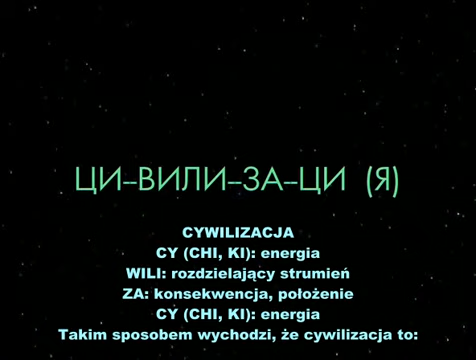 ЦИ--ВИЛИ--ЗА--ЦИ (Я)
CYWILIZACJA
CY (CHI, KI): energia
WILI: rozdzielający strumień
ZA: konsekwencja, położenie
CY (CHI, KI): energia
Takim sposobem wychodzi, że cywilizacja to: